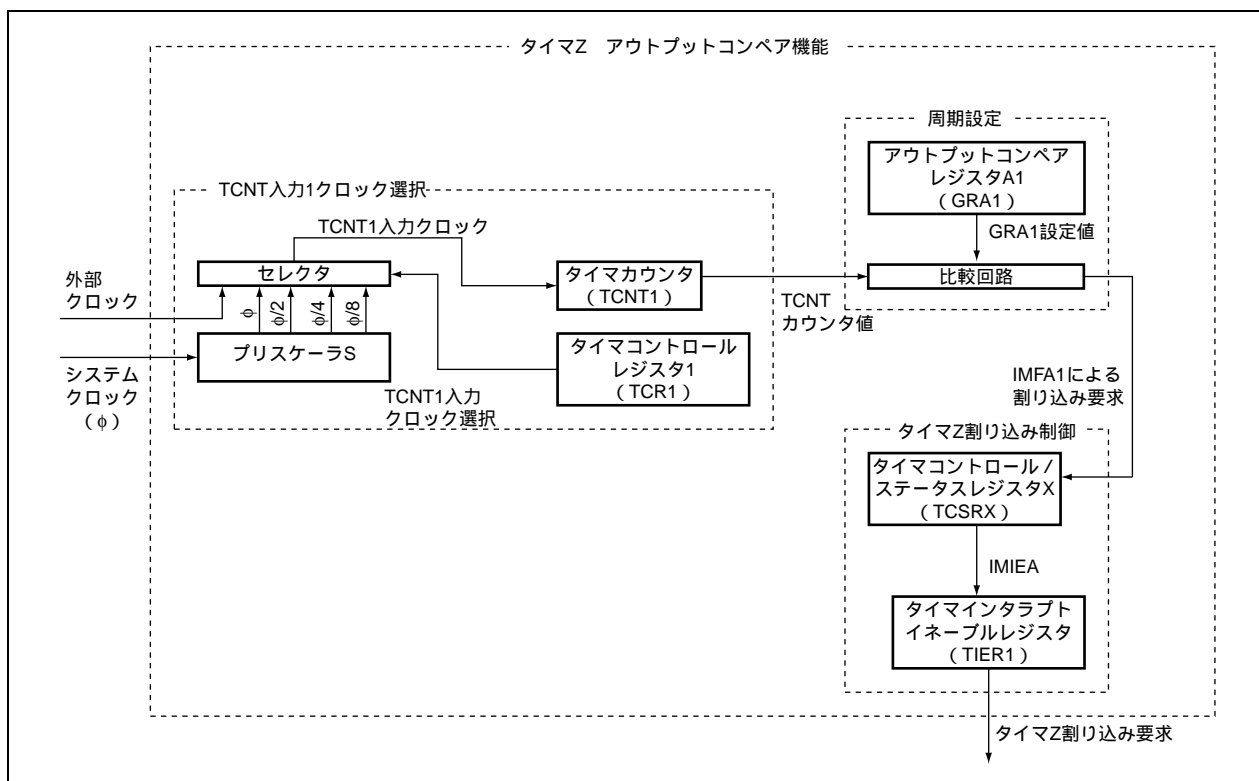 タイマZ　アウトプットコンペア機能
周期設定
アウトプットコンペア
レジスタA1
（GRA1）
GRA1設定値
比較回路
TCNT入力1クロック選択
TCNT1入力クロック
セレクタ
外部
クロック
φ
φ/2
φ/4
φ/8
プリスケーラS
システム
クロック
（φ）
タイマカウンタ
（TCNT1）
TCNT
カウンタ値
タイマコントロール
レジスタ1
（TCR1）
TCNT1入力
クロック選択
IMFA1による
割り込み要求
タイマZ割り込み制御
タイマコントロール／
ステータスレジスタX
（TCSRX）
IMIEA
タイマインタラプト
イネーブルレジスタ
（TIER1）
タイマZ割り込み要求